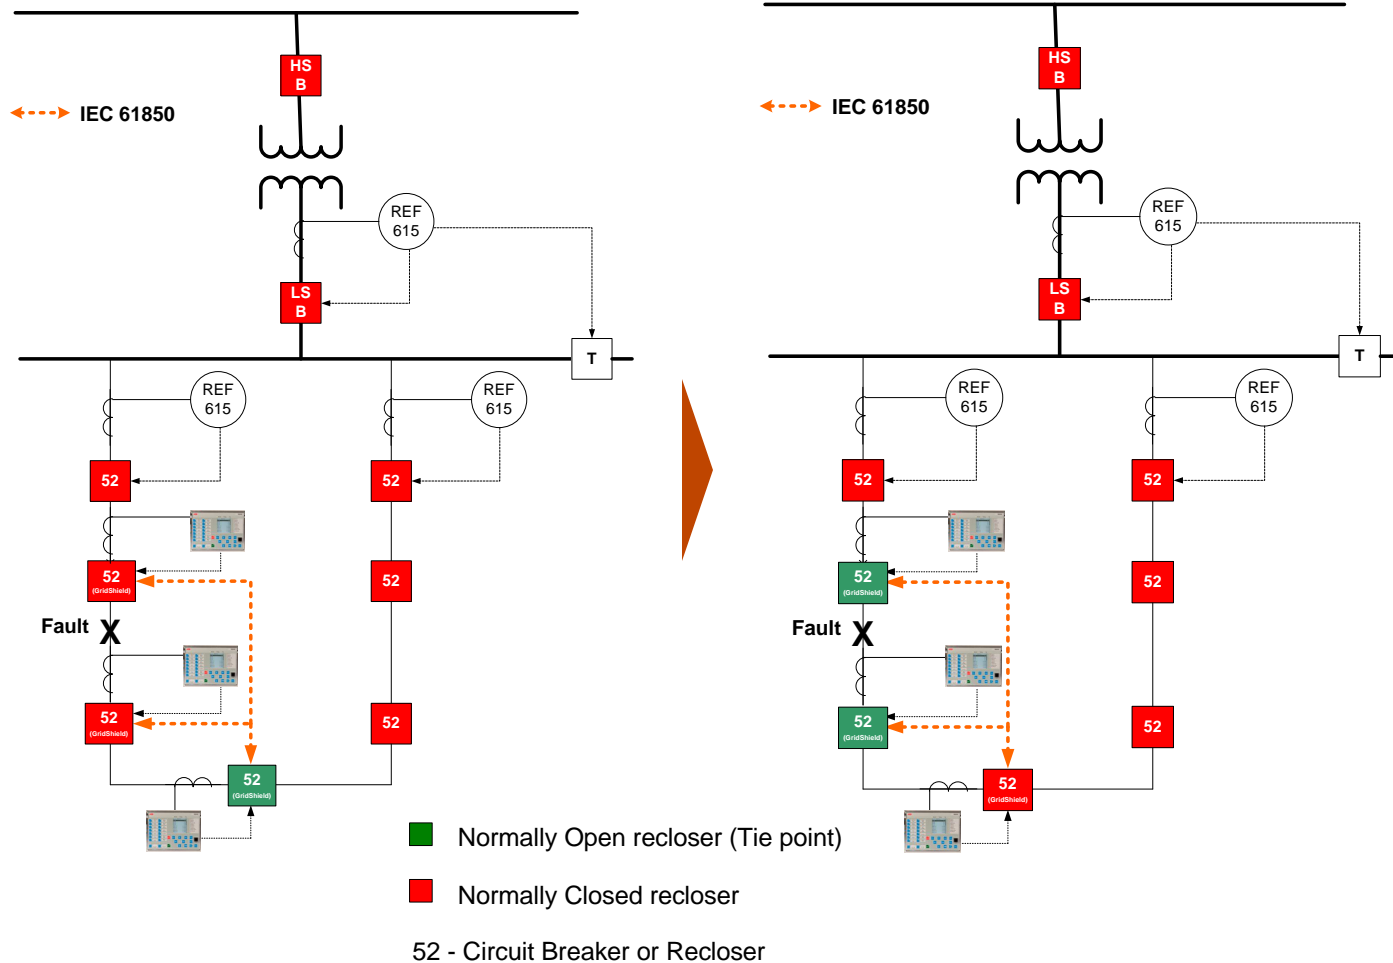 HS
B
IEC 61850
REF
615
LS
B
T
REF
615
REF
615
52
52
52
(GridShield)
52
Fault X
52
(GridShield)
52
52
(GridShield)
HS
B
IEC 61850
REF
615
LS
B
T
REF
615
REF
615
52
52
52
(GridShield)
52
Fault X
52
(GridShield)
52
52
(GridShield)
Normally Open recloser (Tie point)
Normally Closed recloser
52 - Circuit Breaker or Recloser